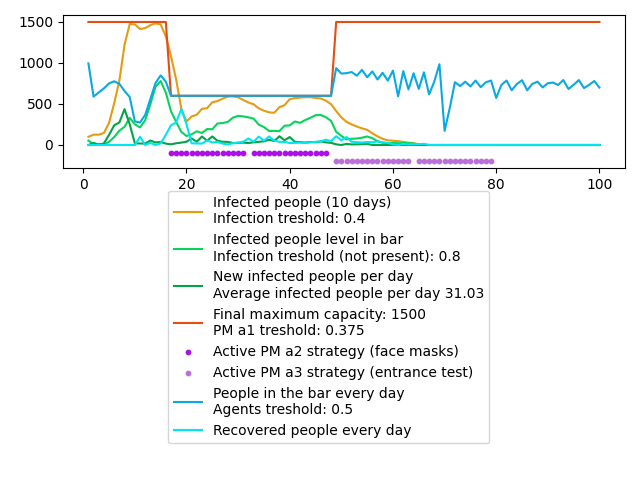 1500
1000
500
0
0 20 40 60 80 100
Infected people (10 days)
Infection treshold: 0.4
Infected people level in bar
Infection treshold (not present): 0.8
New infected people per day
Average infected people per day 31.03
Final maximum capacity: 1500
PM a1 treshold: 0.375
Active PM a2 strategy (face masks)
Active PM a3 strategy (entrance test)
People in the bar every day
Agents treshold: 0.5
Recovered people every day